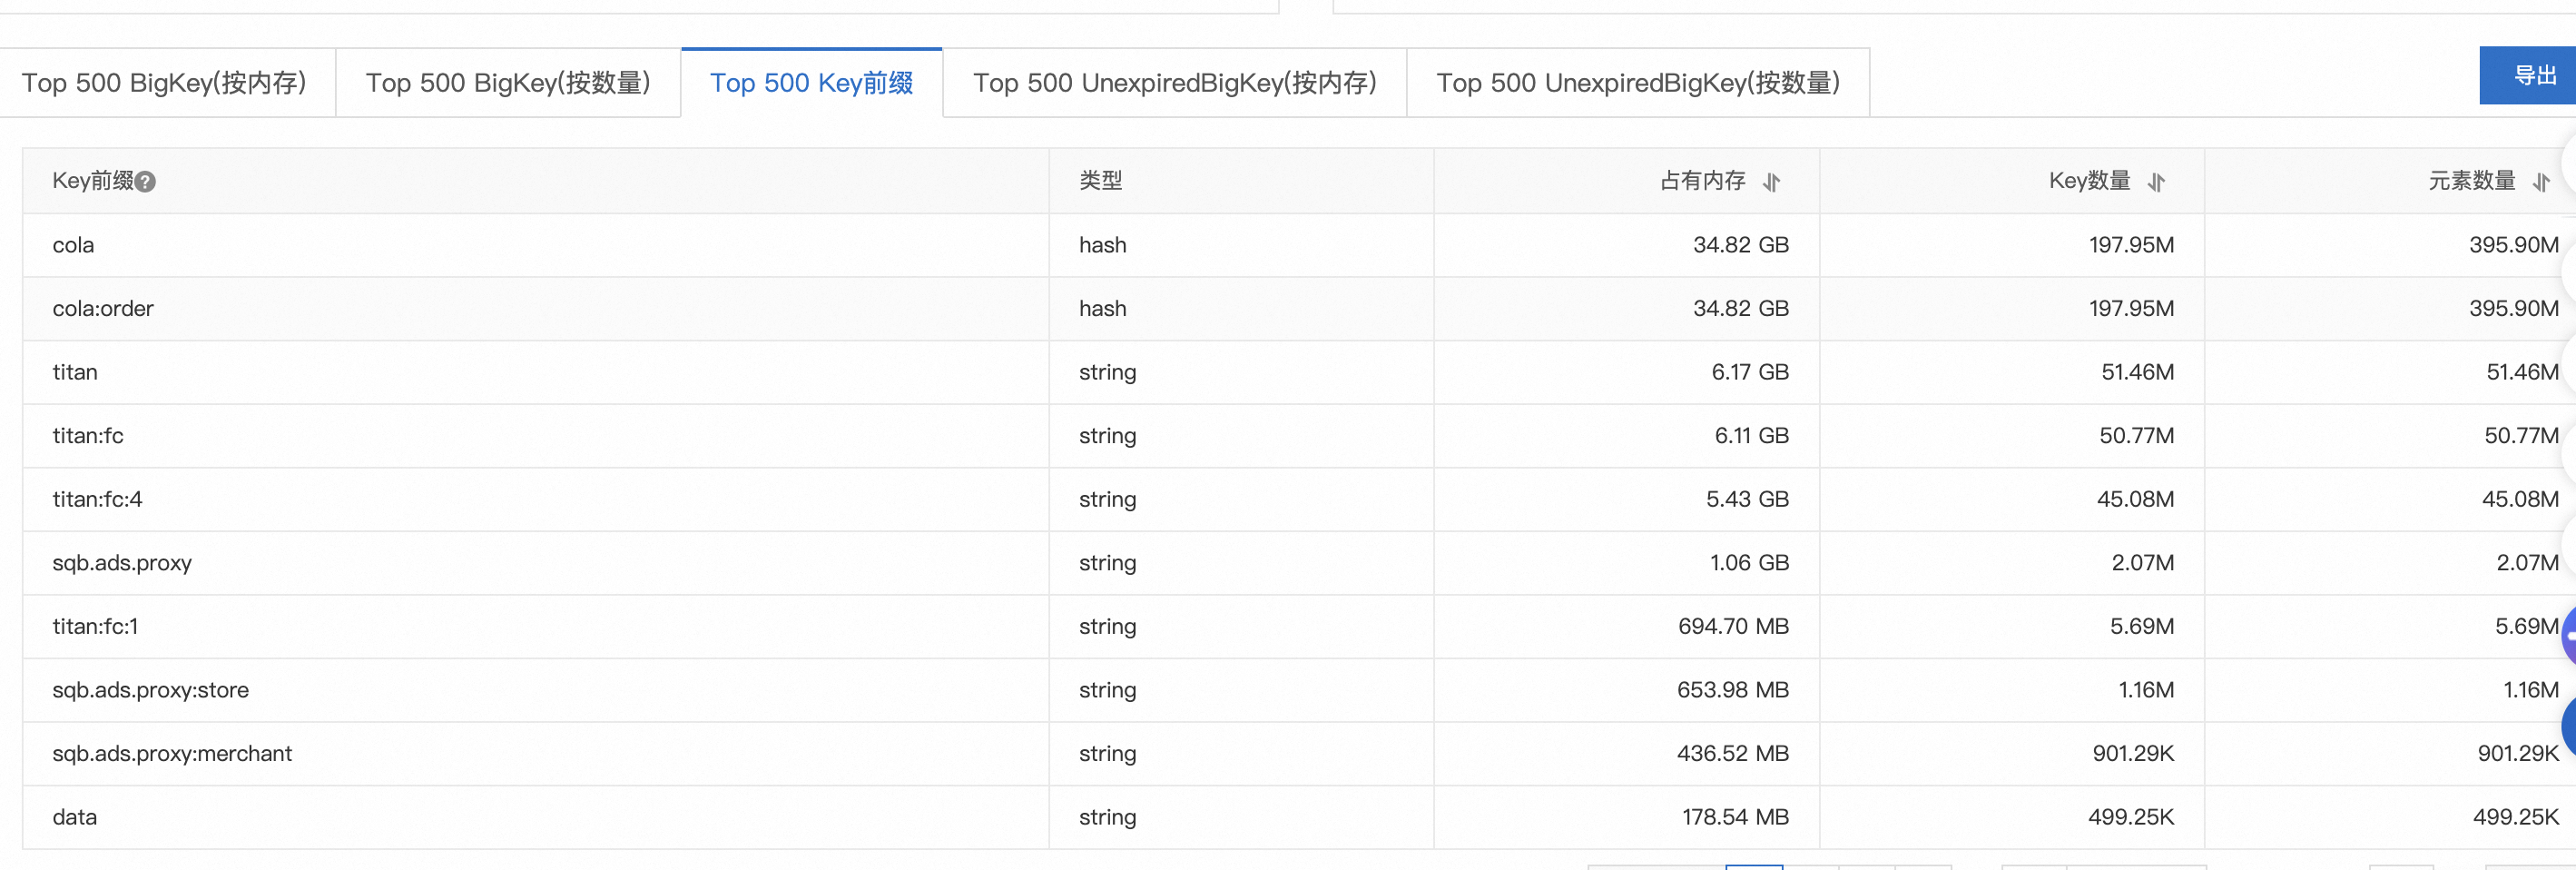 Top 500 BigKey(按内存) Top 500 BigKey(按数量) Top 500 Key前缀 Top 500 UnexpiredBigKey(按内存) Top 500 UnexpiredBigKey(按数量) 导出
Key前缀 类型 占有内存 Key数量 元素数量
cola hash 34.82 GB 197.95M 395.90M
cola:order hash 34.82 GB 197.95M 395.90M
titan string 6.17 GB 51.46M 51.46M
titan:fc string 6.11 GB 50.77M 50.77M
titan:fc:4 string 5.43 GB 45.08M 45.08M
sqb.ads.proxy string 1.06 GB 2.07M 2.07M
titan:fc:1 string 694.70 MB 5.69M 5.69M
sqb.ads.proxy:store string 653.98 MB 1.16M 1.16M
sqb.ads.proxy:merchant string 436.52 MB 901.29K 901.29K
data string 178.54 MB 499.25K 499.25K